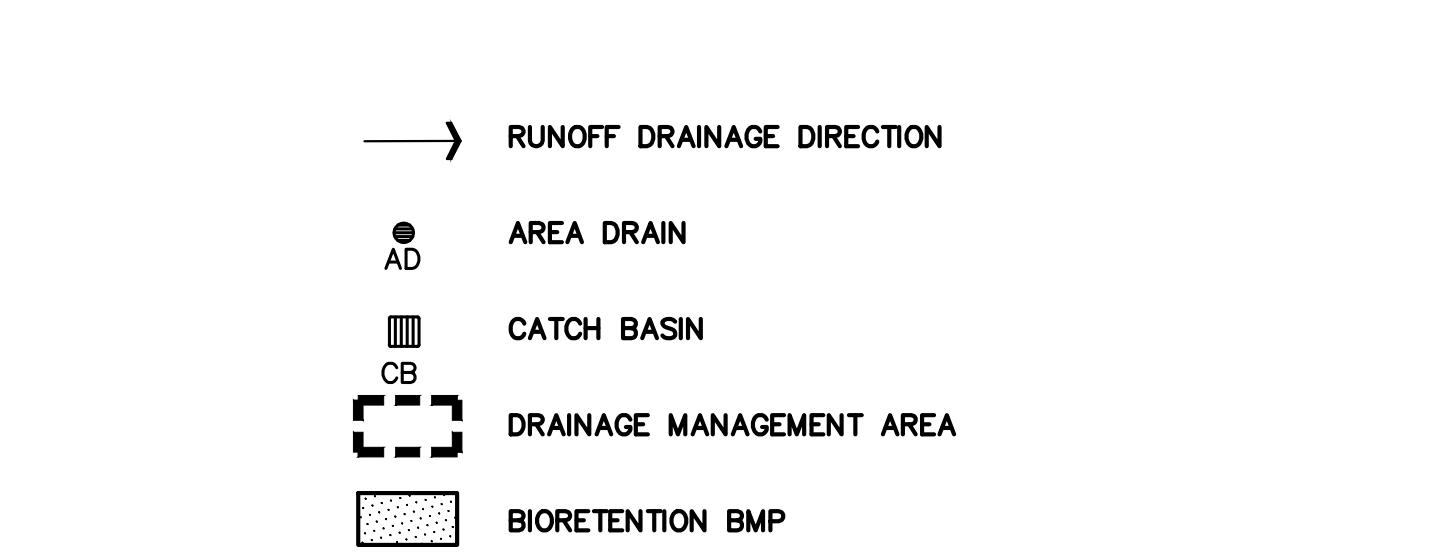 RUNOFF DRAINAGE DIRECTION
AREA DRAIN
AD
CATCH BASIN
CB
DRAINAGE MANAGEMENT AREA
BIORETENTION BMP